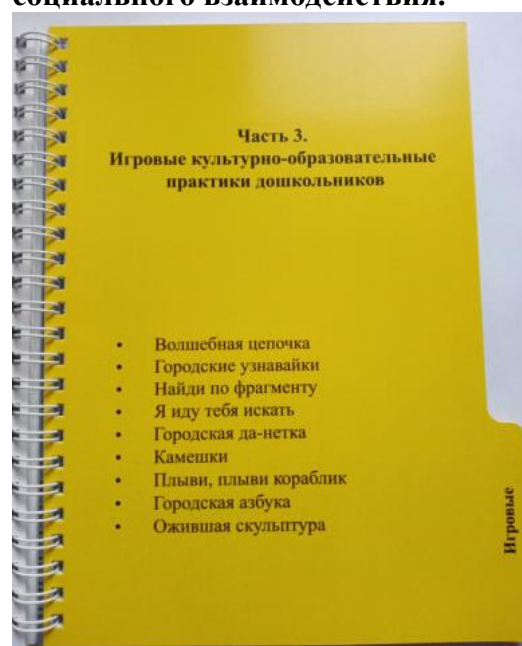 социального взаимодействия.
Часть 3.
Игровые культурно-образовательные
практики дошкольников
• Волшебная цепочка
• Городские узнавайки
• Найди по фрагменту
• Я иду тебя искать
• Городская да-нетка
• Камешки
• Плыви, плыви кораблик
• Городская азбука
• Ожившая скульптура
Игровые